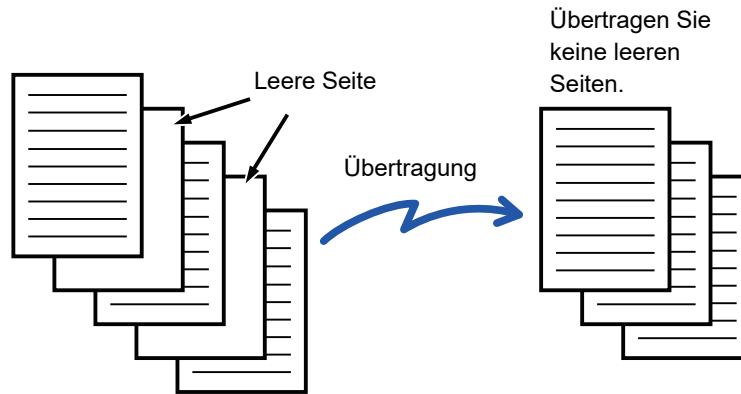 Übertragen Sie
keine leeren
Seiten.
Leere Seite
Übertragung